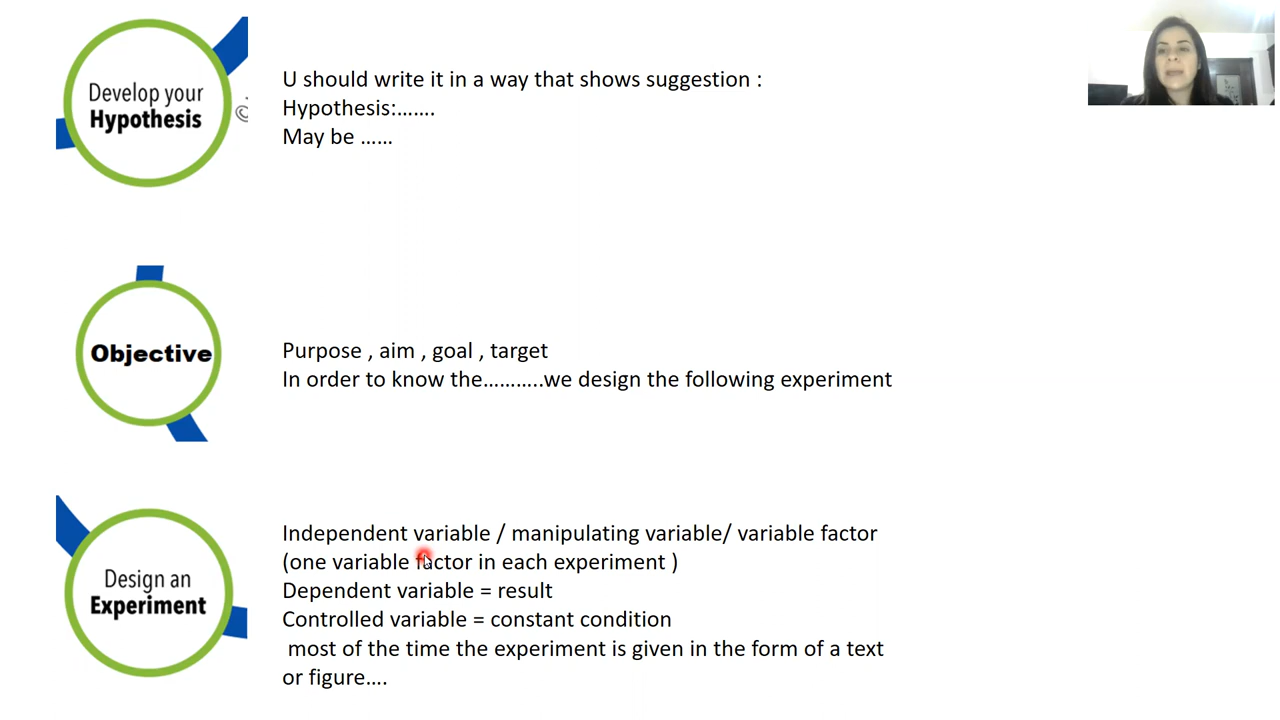 Develop your
Hypothesis
©
U should write it in a way that shows suggestion :
Hypothesis:.......
May be ......
Objective
Purpose , aim , goal , target
In order to know the...........we design the following experiment
Design an
Experiment
Independent variable / manipulating variable/ variable factor
(one variable factor in each experiment )
Dependent variable = result
Controlled variable = constant condition
most of the time the experiment is given in the form of a text
or figure....